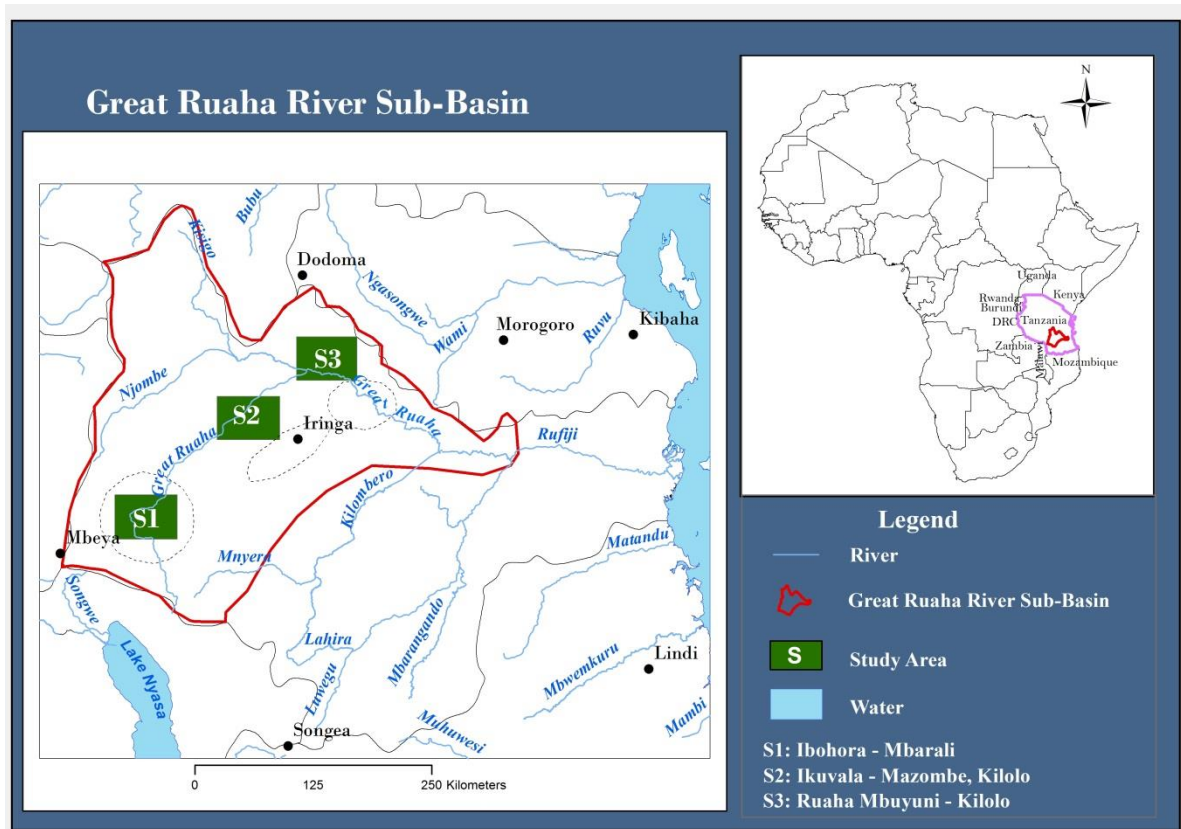 Great Ruaha River Sub-Basin
Bubu
Kisigo
Dodoma
Ngasongwe
Wami
Morogoro
Ruvu
Kibaha
S3
Njombe
Great
Ruaha
S2
Iringa
Great Ruaha
Rufiji
S1
Kilombero
Mbeya
Mnyera
Matandu
Songwe
Lahira
Mbarangando
Luwegu
Lindi
Mbwemkuru
Lake Nyasa
Mambi
Muhuwesi
Songea
0 125 250 Kilometers
N
Uganda
Kenya
Rwanda
Burundi
DRC
Tanzania
Zambia
Malawi
Mozambique
Legend
River
Great Ruaha River Sub-Basin
S
Study Area
Water
S1: Ibohora - Mbarali
S2: Ikuvala - Mazombe, Kilolo
S3: Ruaha Mbuyuni - Kilolo